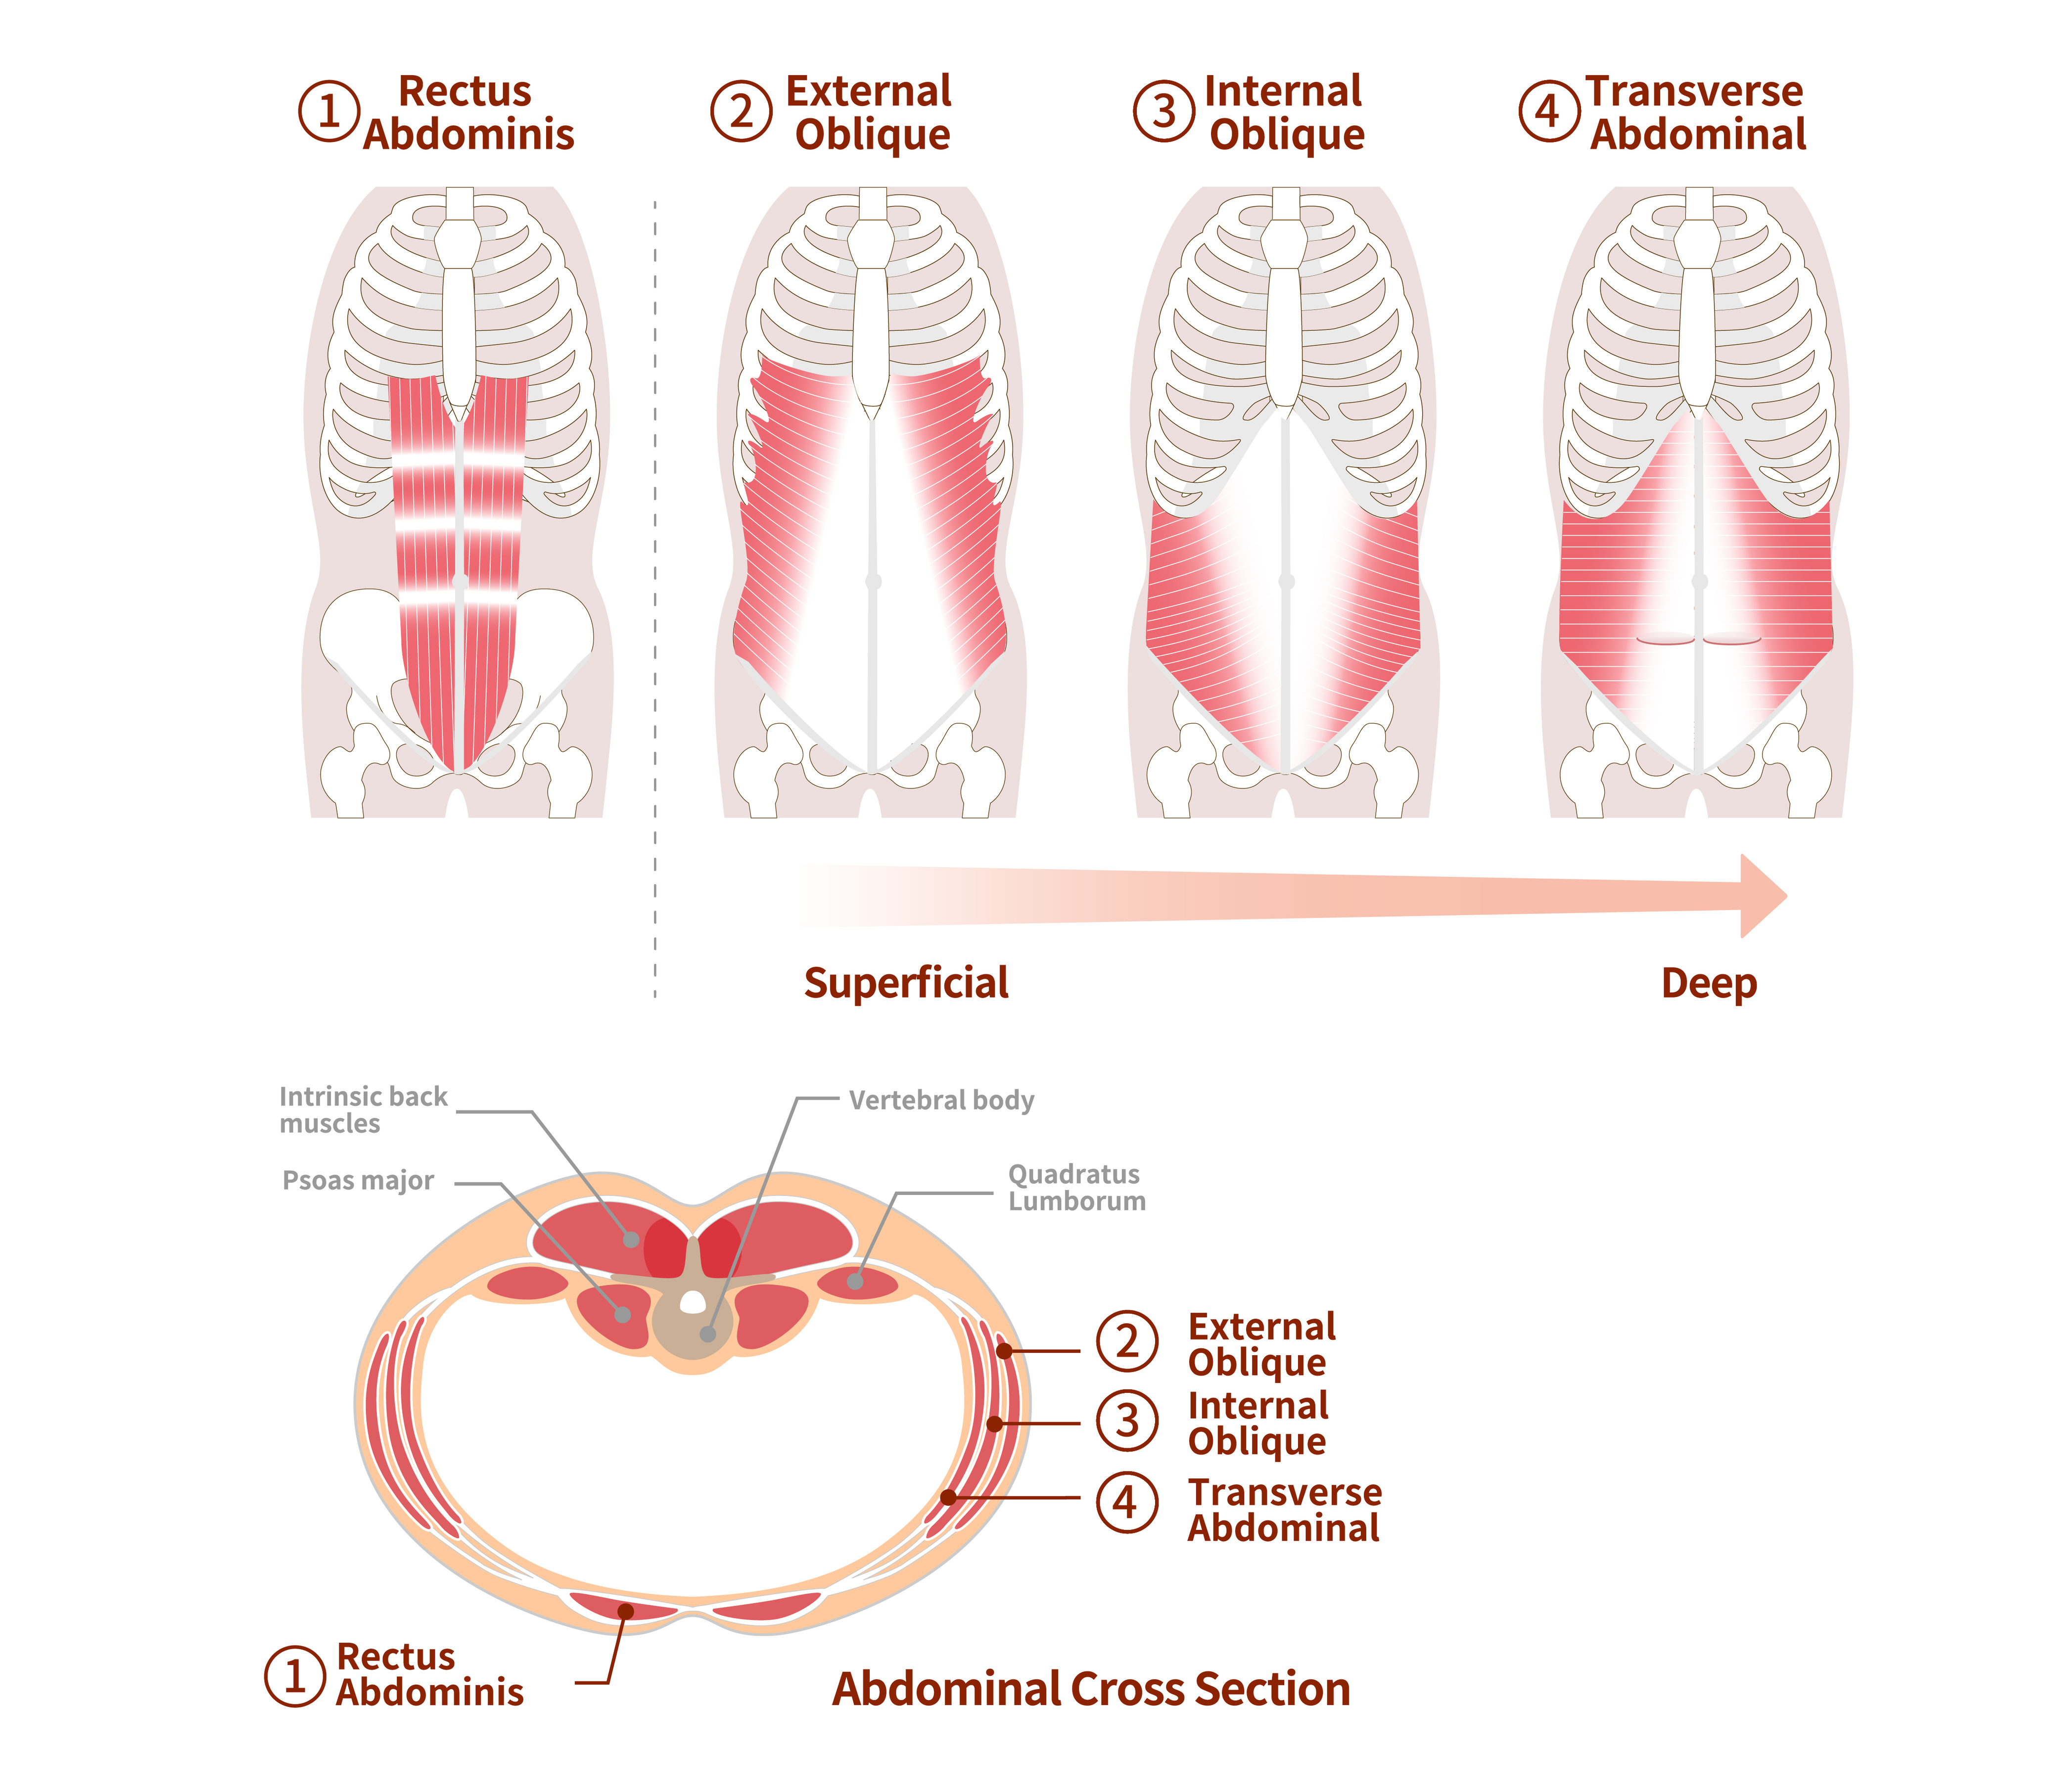 1
Rectus
Abdominis
2
External
Oblique
3
Internal
Oblique
4
Transverse
Abdominal
Superficial
Deep
Intrinsic back
muscles
Psoas major
Vertebral body
Quadratus
Lumborum
2
External
Oblique
3
Internal
Oblique
4
Transverse
Abdominal
1
Rectus
Abdominis
Abdominal Cross Section